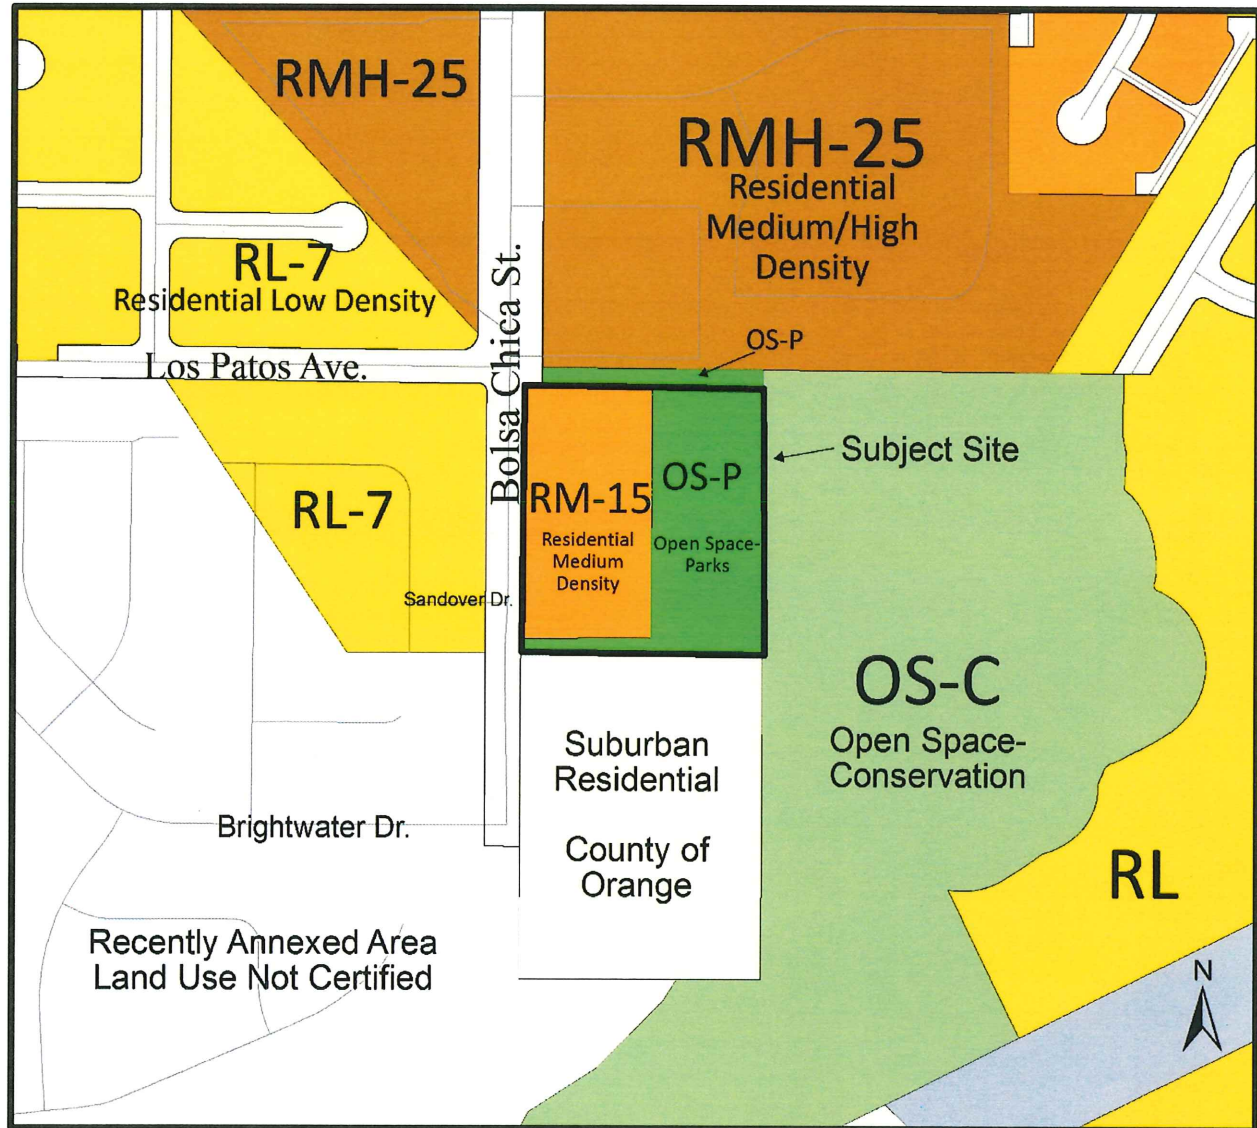 RMH-25
RMH-25
Residential
Medium/High
Density
RL-7
Residential Low Density
Bolsa Chica St.
OS-P
Los Patos Ave.
Subject Site
RL-7
RM-15
Residential
Medium
Density
OS-P
Open Space-
Parks
Sandover Dr.
OS-C
Open Space-
Conservation
Suburban
Residential
County of
Orange
Brightwater Dr.
RL
Recently Annexed Area
Land Use Not Certified
N